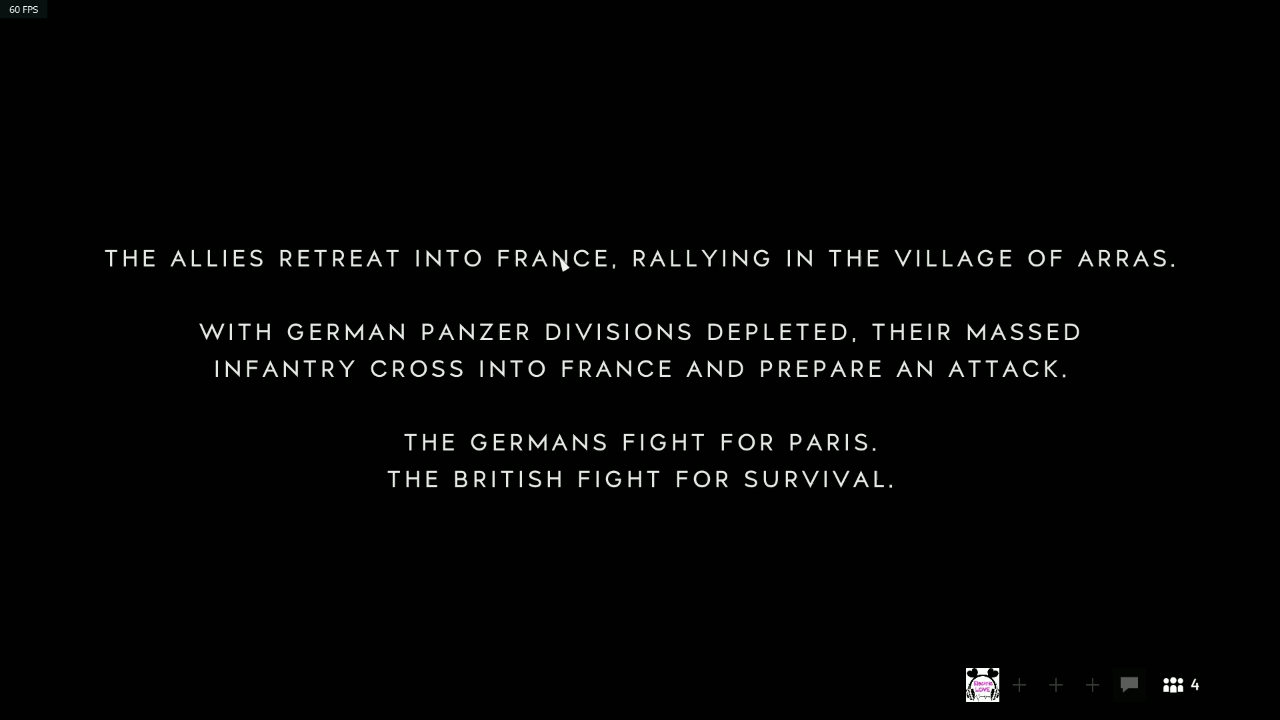 60 FPS
THE ALLIES RETREAT INTO FRANCE, RALLYING IN THE VILLAGE OF ARRAS.
WITH GERMAN PANZER DIVISIONS DEPLETED, THEIR MASSED
INFANTRY CROSS INTO FRANCE AND PREPARE AN ATTACK.
THE GERMANS FIGHT FOR PARIS.
THE BRITISH FIGHT FOR SURVIVAL.
4